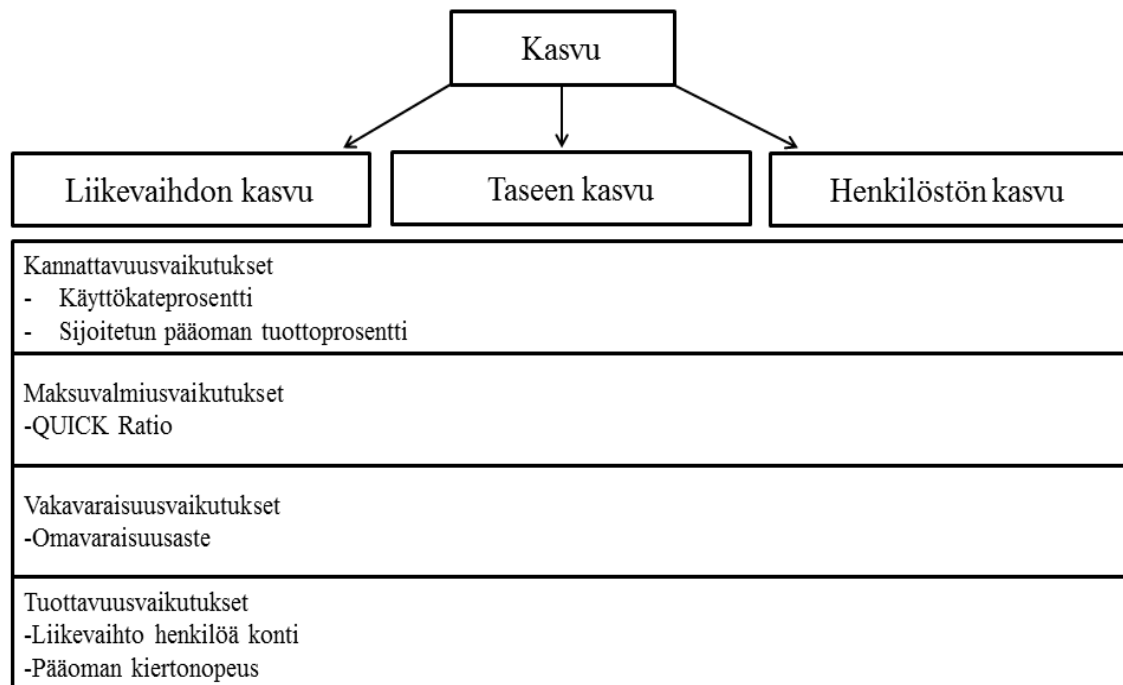 Kasvu
Liikevaihdon kasvu
Taseen kasvu
Henkilöstön kasvu
Kannattavuusvaikutukset
- Käyttökateprosentti
- Sijoitetun pääoman tuottoprosentti
Maksuvalmiusvaikutukset
-QUICK Ratio
Vakavaraisuusvaikutukset
-Omavaraisuusaste
Tuottavuusvaikutukset
-Liikevaihto henkilöä konti
-Pääoman kiertonopeus